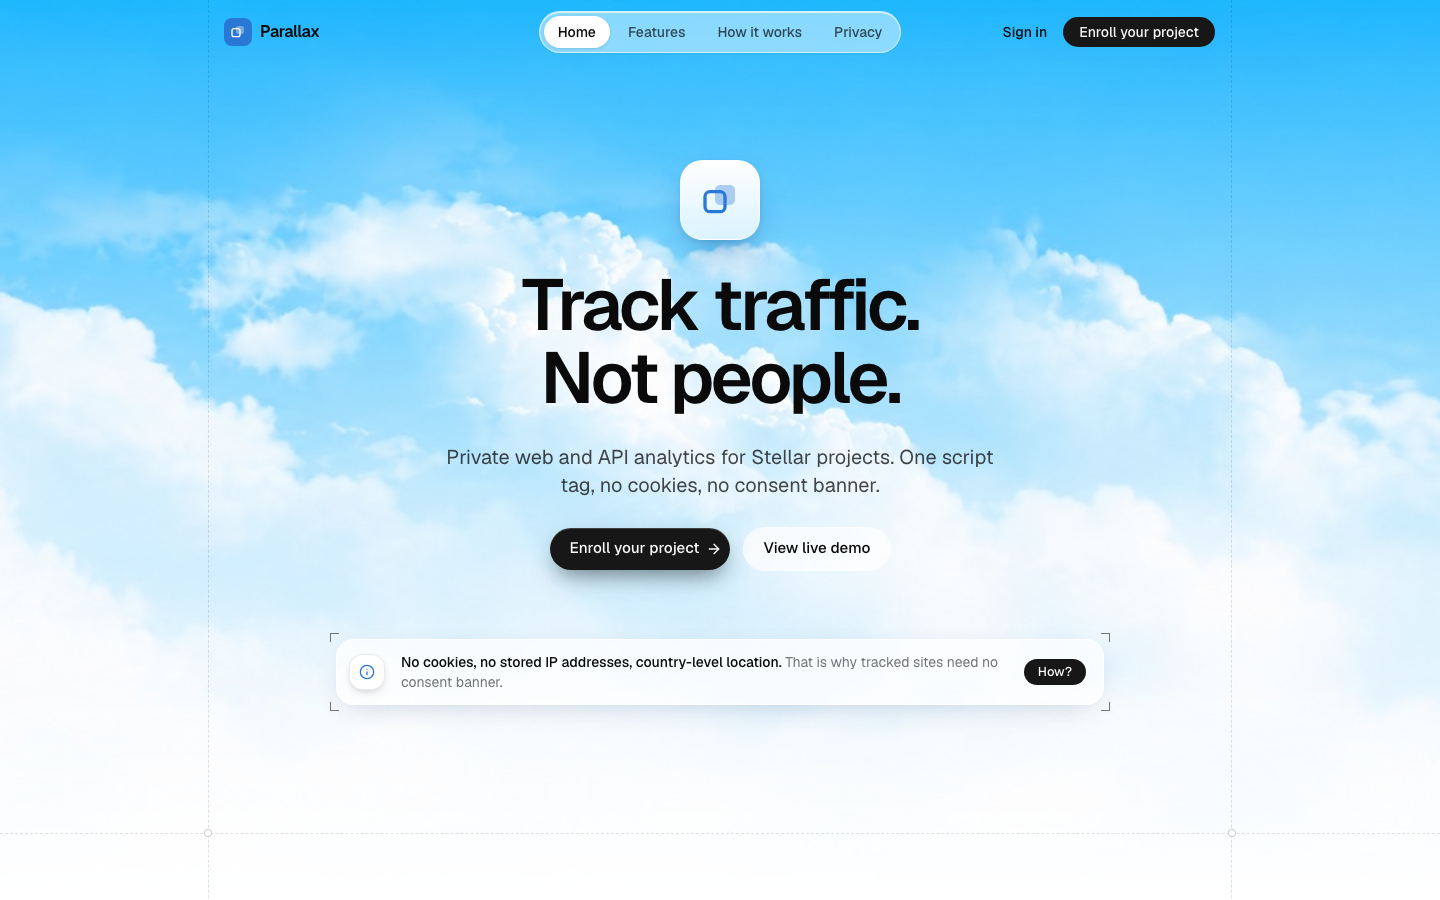 Parallax
Home
Features
How it works
Privacy
Sign in
Enroll your project
Track traffic.
Not people.
Private web and API analytics for Stellar projects. One script
tag, no cookies, no consent banner.
Enroll your project →
View live demo
No cookies, no stored IP addresses, country-level location. That is why tracked sites need no
consent banner.
How?